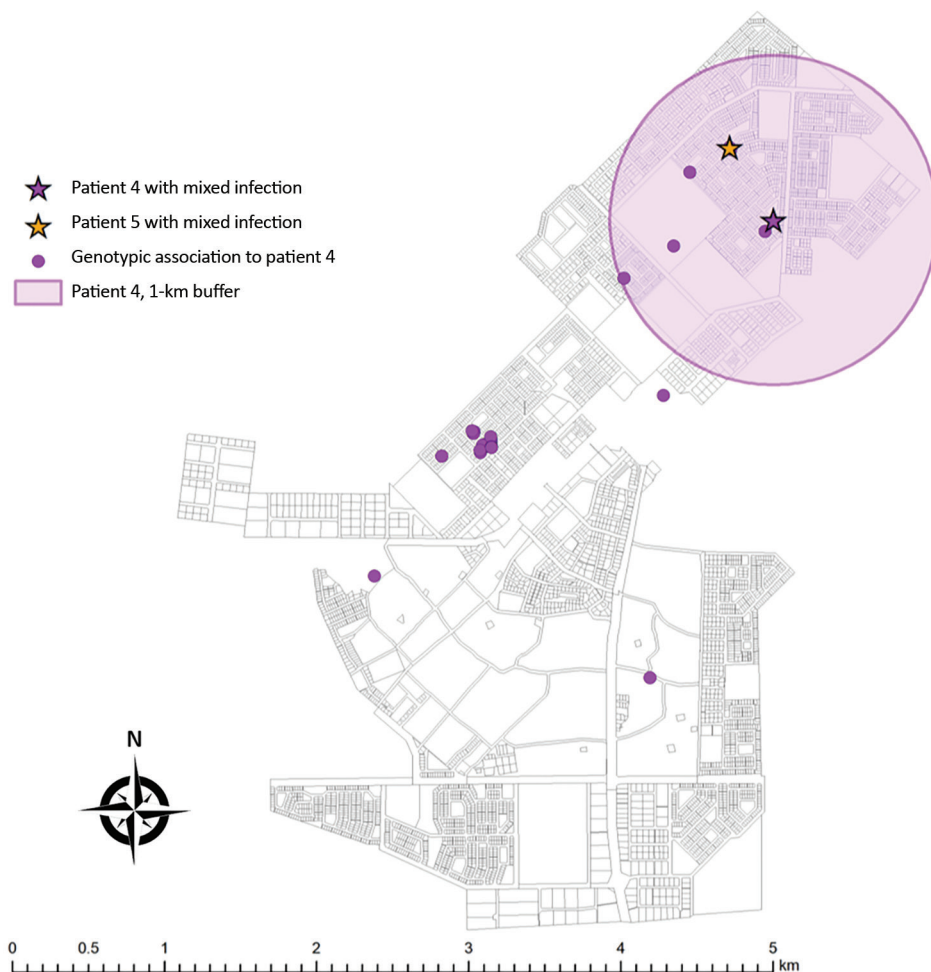 Patient 4 with mixed infection
Patient 5 with mixed infection
Genotypic association to patient 4
Patient 4, 1-km buffer
N
0 0.5 1 2 3 4 5
km